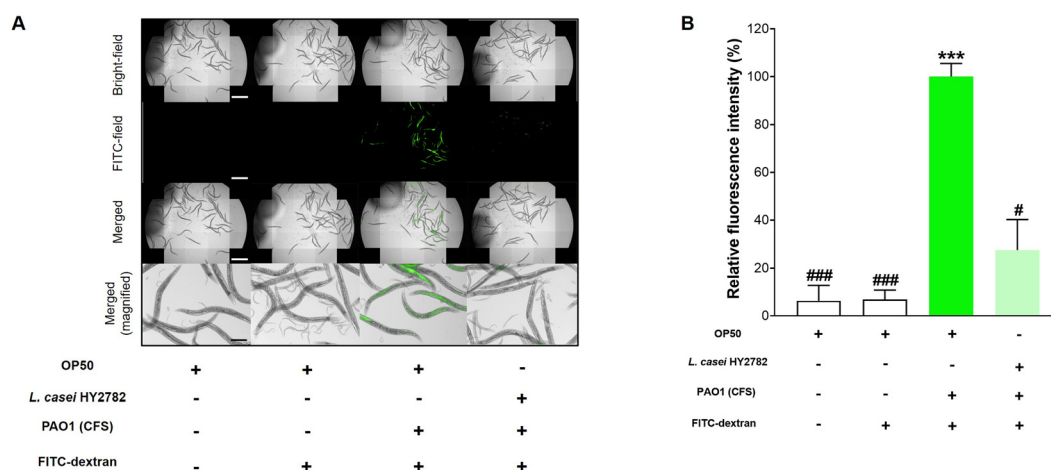 A
Bright-field
FITC-field
Merged
Merged
(magnified)
OP50 + + + -
L. casei HY2782 - - - +
PAO1 (CFS) - - + +
FITC-dextran - + + +
B
Relative fluorescence intensity (%)
120
100
80
60
40
20
0
###
###
***
#
OP50 + + + -
L. casei HY2782 - - - +
PAO1 (CFS) - - + +
FITC-dextran - + + +